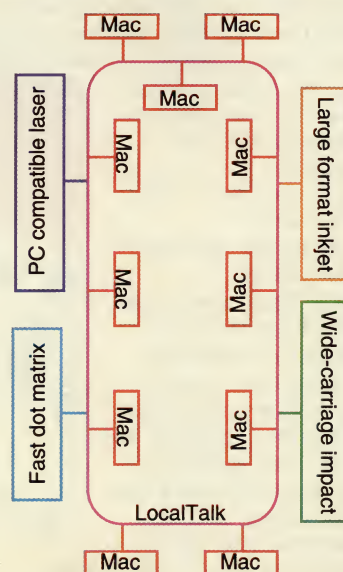 Mac
Mac
Mac
PC compatible laser
Mac
Mac
Large format inkjet
Mac
Mac
Fast dot matrix
Mac
Mac
Wide-carriage impact
LocalTalk
Mac
Mac